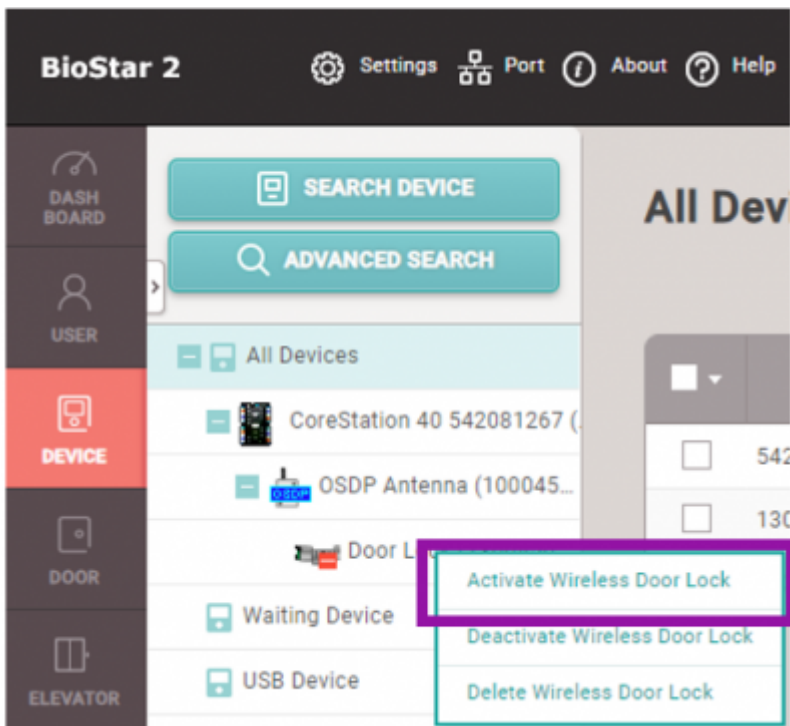 BioStar 2
Settings
Port
About
Help
DASH
BOARD
USER
DEVICE
DOOR
ELEVATOR
SEARCH DEVICE
ADVANCED SEARCH
All Devices
CoreStation 40 542081267 (
OSDP
OSDP Antenna (100045...
Door L
Waiting Device
USB Device
Activate Wireless Door Lock
Deactivate Wireless Door Lock
Delete Wireless Door Lock
All Dev
542
130